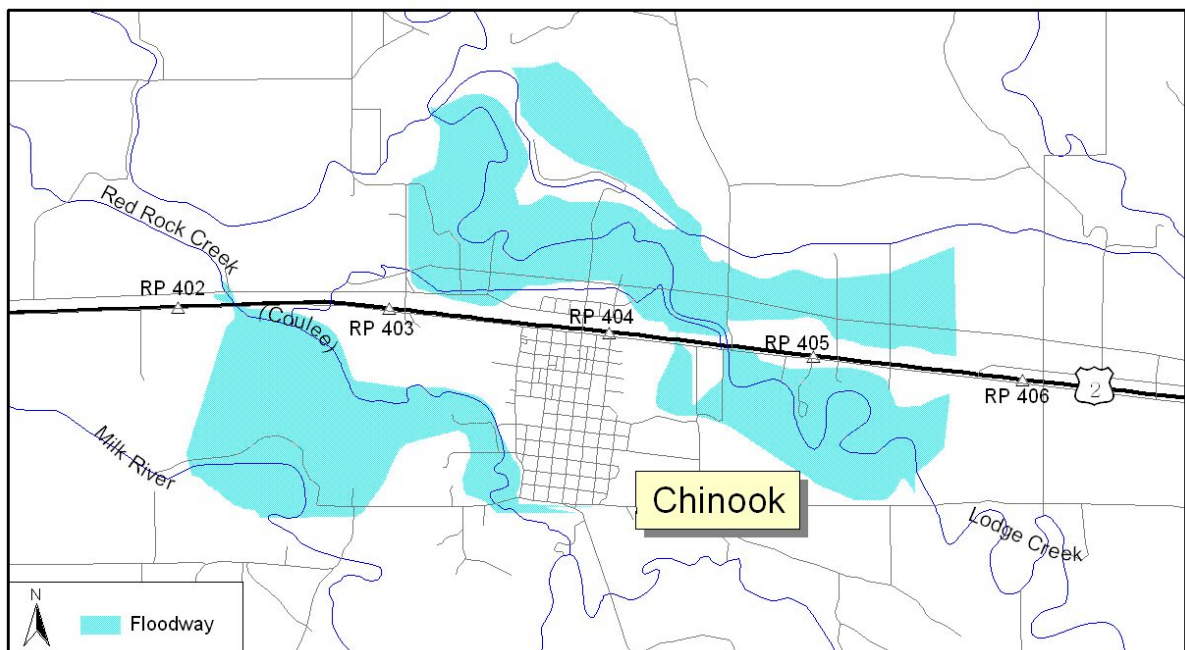 Red Rock Creek
(Coulee)
RP 402
RP 403
RP 404
RP 405
RP 406
2
Milk River
Chinook
Lodge Creek
N
Floodway